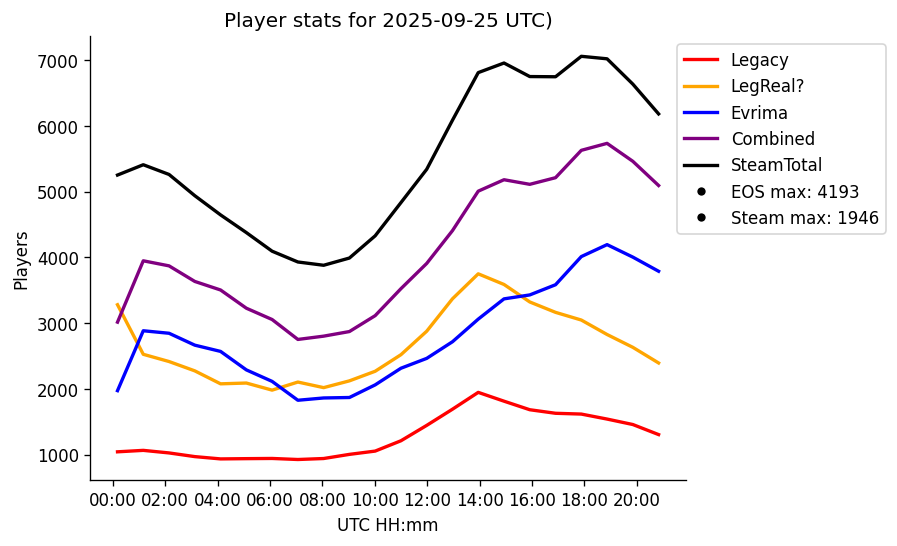 Player stats for 2025-09-25 UTC)
Legacy
LegReal?
Evrima
Combined
SteamTotal
EOS max: 4193
Steam max: 1946
7000
6000
5000
4000
3000
2000
1000
Players
00:00 02:00 04:00 06:00 08:00 10:00 12:00 14:00 16:00 18:00 20:00
UTC HH:mm